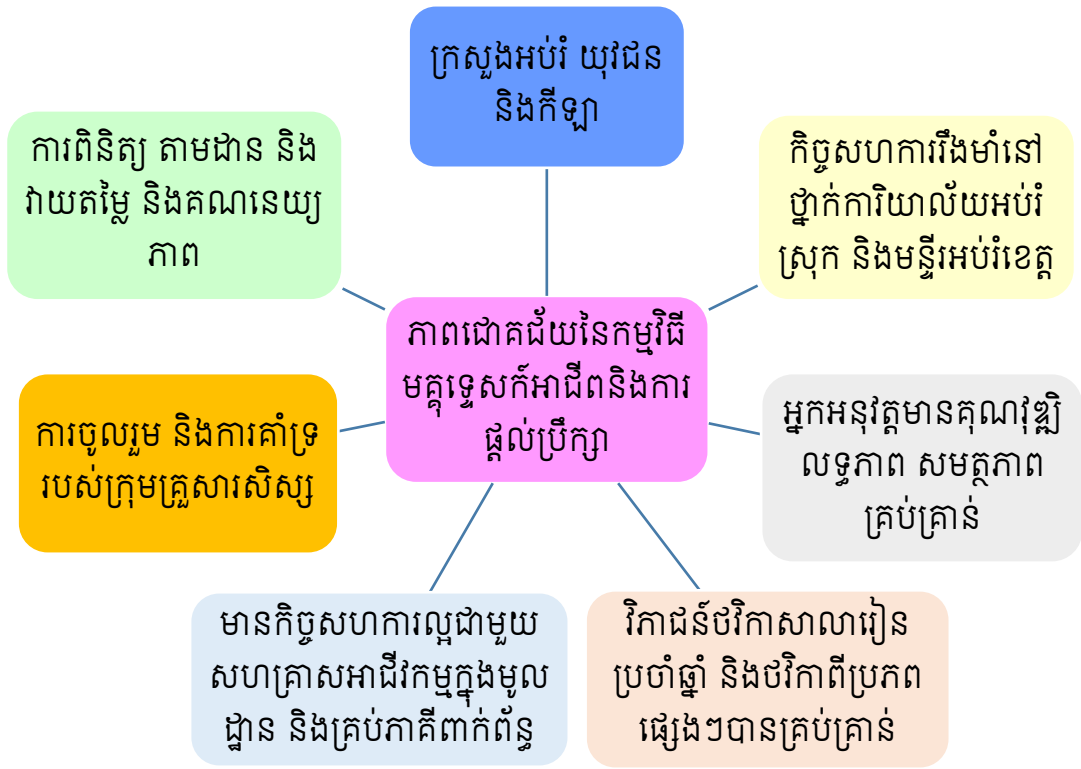 ក្រសួងអប់រំ យុវជន
និងកីឡា
ការពិនិត្យ តាមដាន និង
វាយតម្លៃ និងគណនេយ្យ
ភាព
កិច្ចសហការរឹងមាំនៅ
ថ្នាក់ការិយាល័យអប់រំ
ស្រុក និងមន្ទីរអប់រំខេត្ត
ភាពជោគជ័យនៃកម្មវិធី
មគ្គុទ្ទេសក៍អាជីពនិងការ
ផ្តល់ប្រឹក្សា
ការចូលរួម និងការគាំទ្រ
របស់ក្រុមគ្រួសារសិស្ស
អ្នកអនុវត្តមានគុណវុឌ្ឍិ
លទ្ធភាព សមត្ថភាព
គ្រប់គ្រាន់
មានកិច្ចសហការល្អជាមួយ
សហគ្រាសអាជីវកម្មក្នុងមូល
ដ្ឋាន និងគ្រប់ភាគីពាក់ព័ន្ធ
វិភាជន៍ថវិកាសាលារៀន
ប្រចាំឆ្នាំ និងថវិកាពីប្រភព
ផ្សេងៗបានគ្រប់គ្រាន់